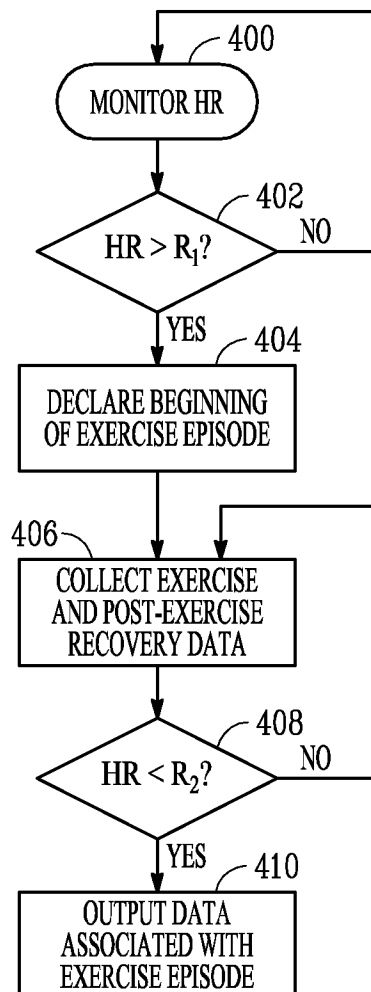 400
MONITOR HR
402
HR > R₁?
NO
YES
404
DECLARE BEGINNING
OF EXERCISE EPISODE
406
COLLECT EXERCISE
AND POST-EXERCISE
RECOVERY DATA
408
HR < R₂?
NO
YES
410
OUTPUT DATA
ASSOCIATED WITH
EXERCISE EPISODE